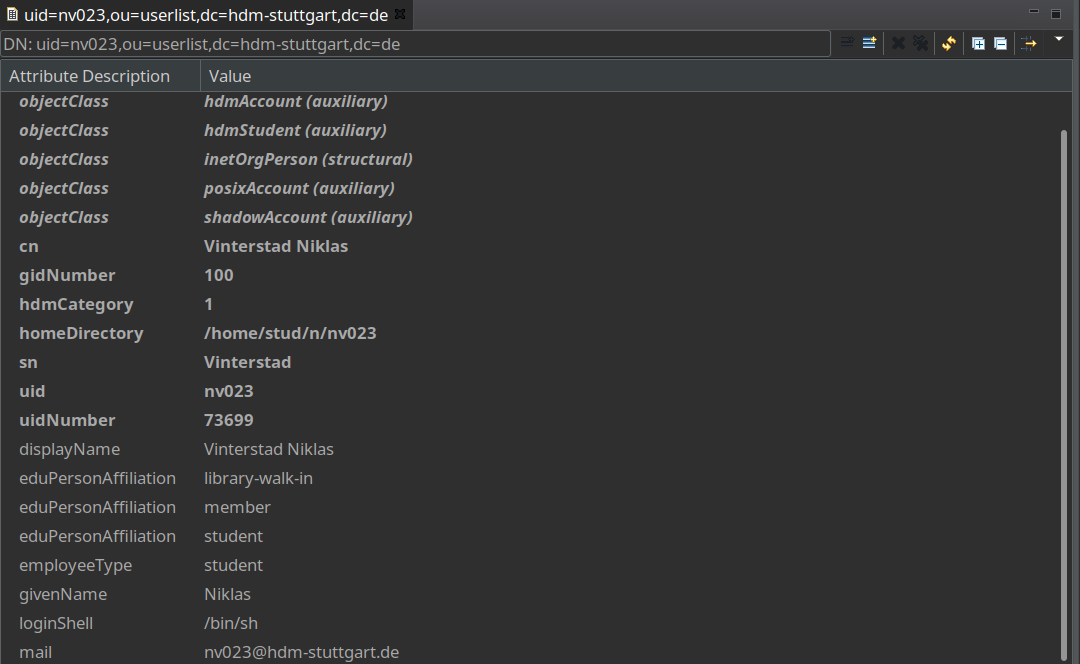 uid=nv023,ou=userlist,dc=hdm-stuttgart,dc=de
DN: uid=nv023,ou=userlist,dc=hdm-stuttgart,dc=de
Attribute Description Value
objectClass hdmAccount (auxiliary)
objectClass hdmStudent (auxiliary)
objectClass inetOrgPerson (structural)
objectClass posixAccount (auxiliary)
objectClass shadowAccount (auxiliary)
cn Vinterstad Niklas
gidNumber 100
hdmCategory 1
homeDirectory /home/stud/n/nv023
sn Vinterstad
uid nv023
uidNumber 73699
displayName Vinterstad Niklas
eduPersonAffiliation library-walk-in
eduPersonAffiliation member
eduPersonAffiliation student
employeeType student
givenName Niklas
loginShell /bin/sh
mail nv023@hdm-stuttgart.de